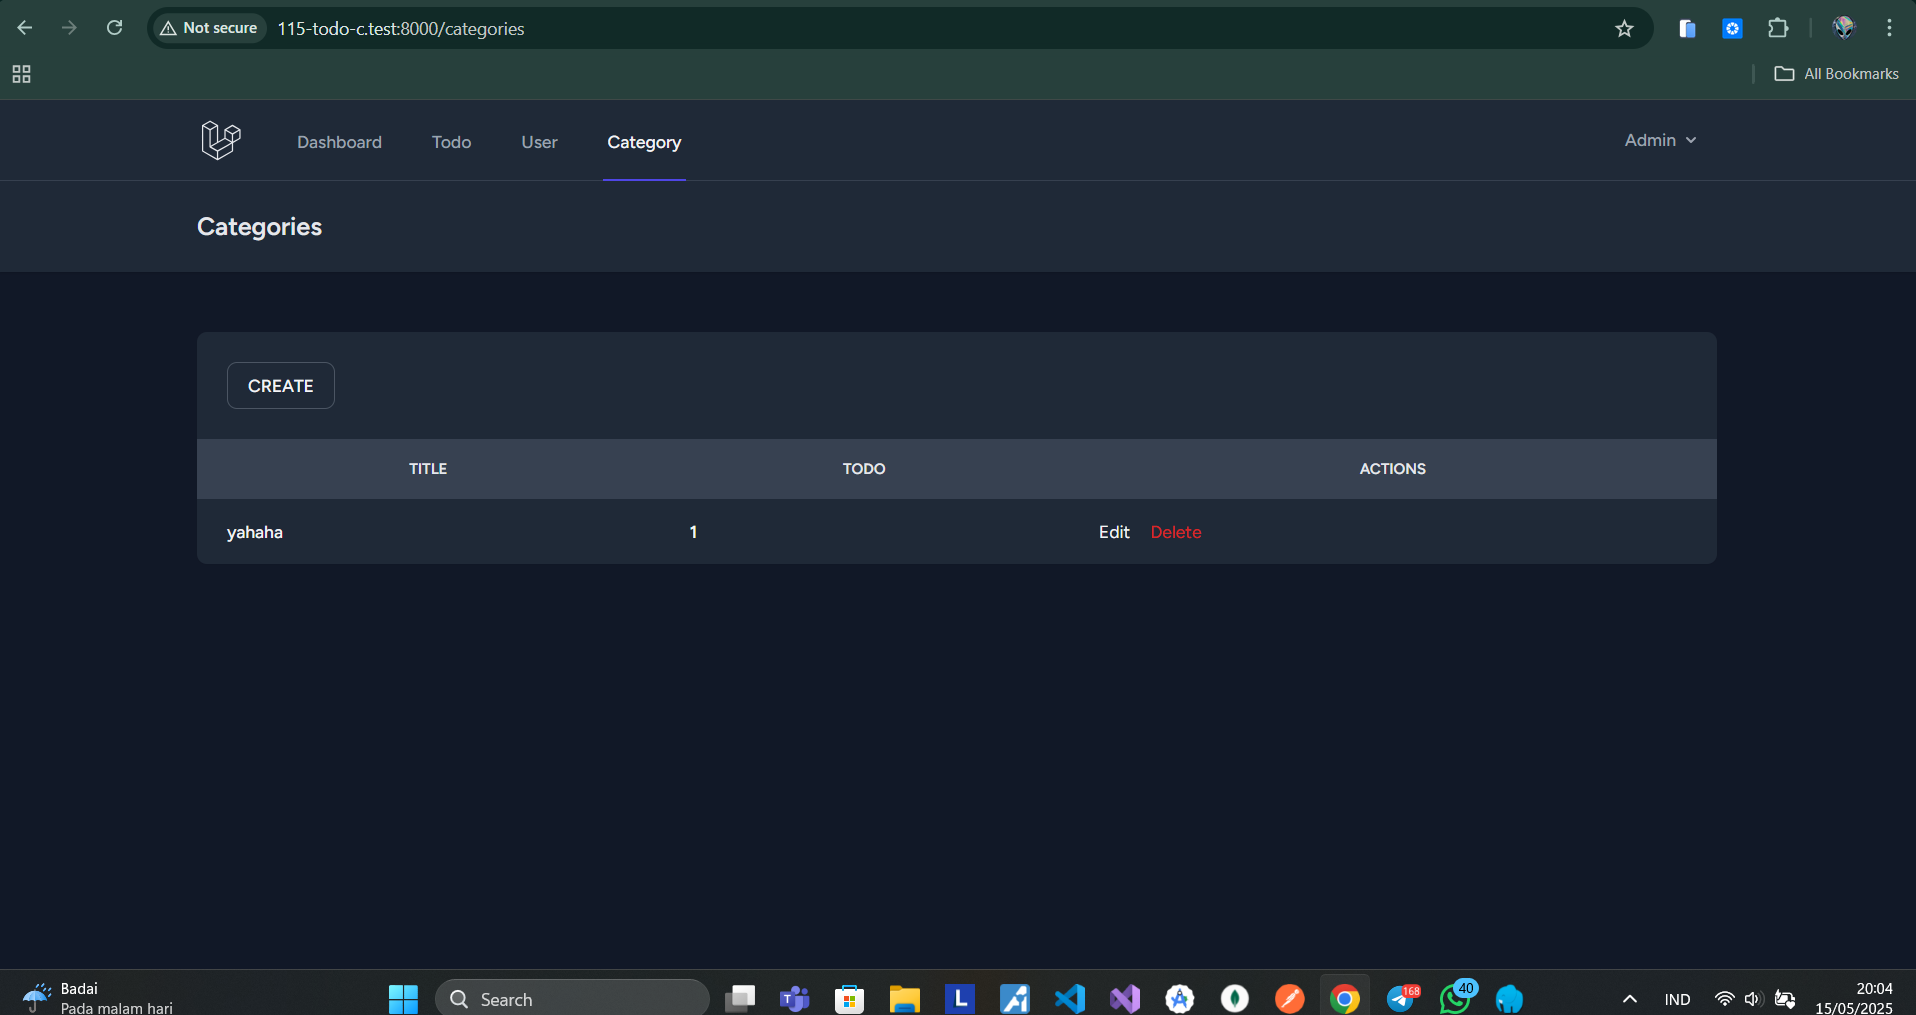 Not secure 115-todo-c.test:8000/categories
All Bookmarks
Dashboard Todo User Category Admin
Categories
CREATE
TITLE TODO ACTIONS
yahaha 1 Edit Delete
Badai
Pada malam hari
Search
L
168
40
IND
20:04
15/05/2025